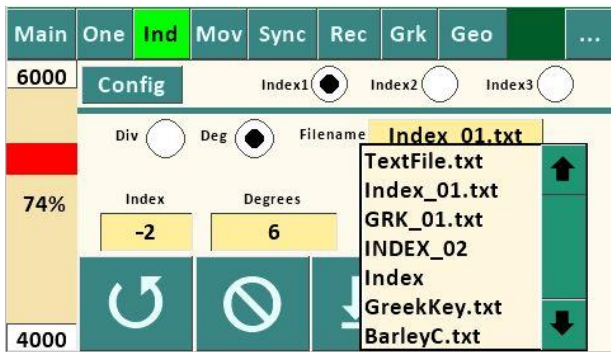 Main One Ind Mov Sync Rec Grk Geo ...
6000 Config Index1 Index2 Index3
Div Deg Filename Index_01.txt
TextFile.txt
74% Index Degrees Index_01.txt
-2 6 GRK_01.txt
INDEX_02
Index
GreekKey.txt
4000 BarleyC.txt